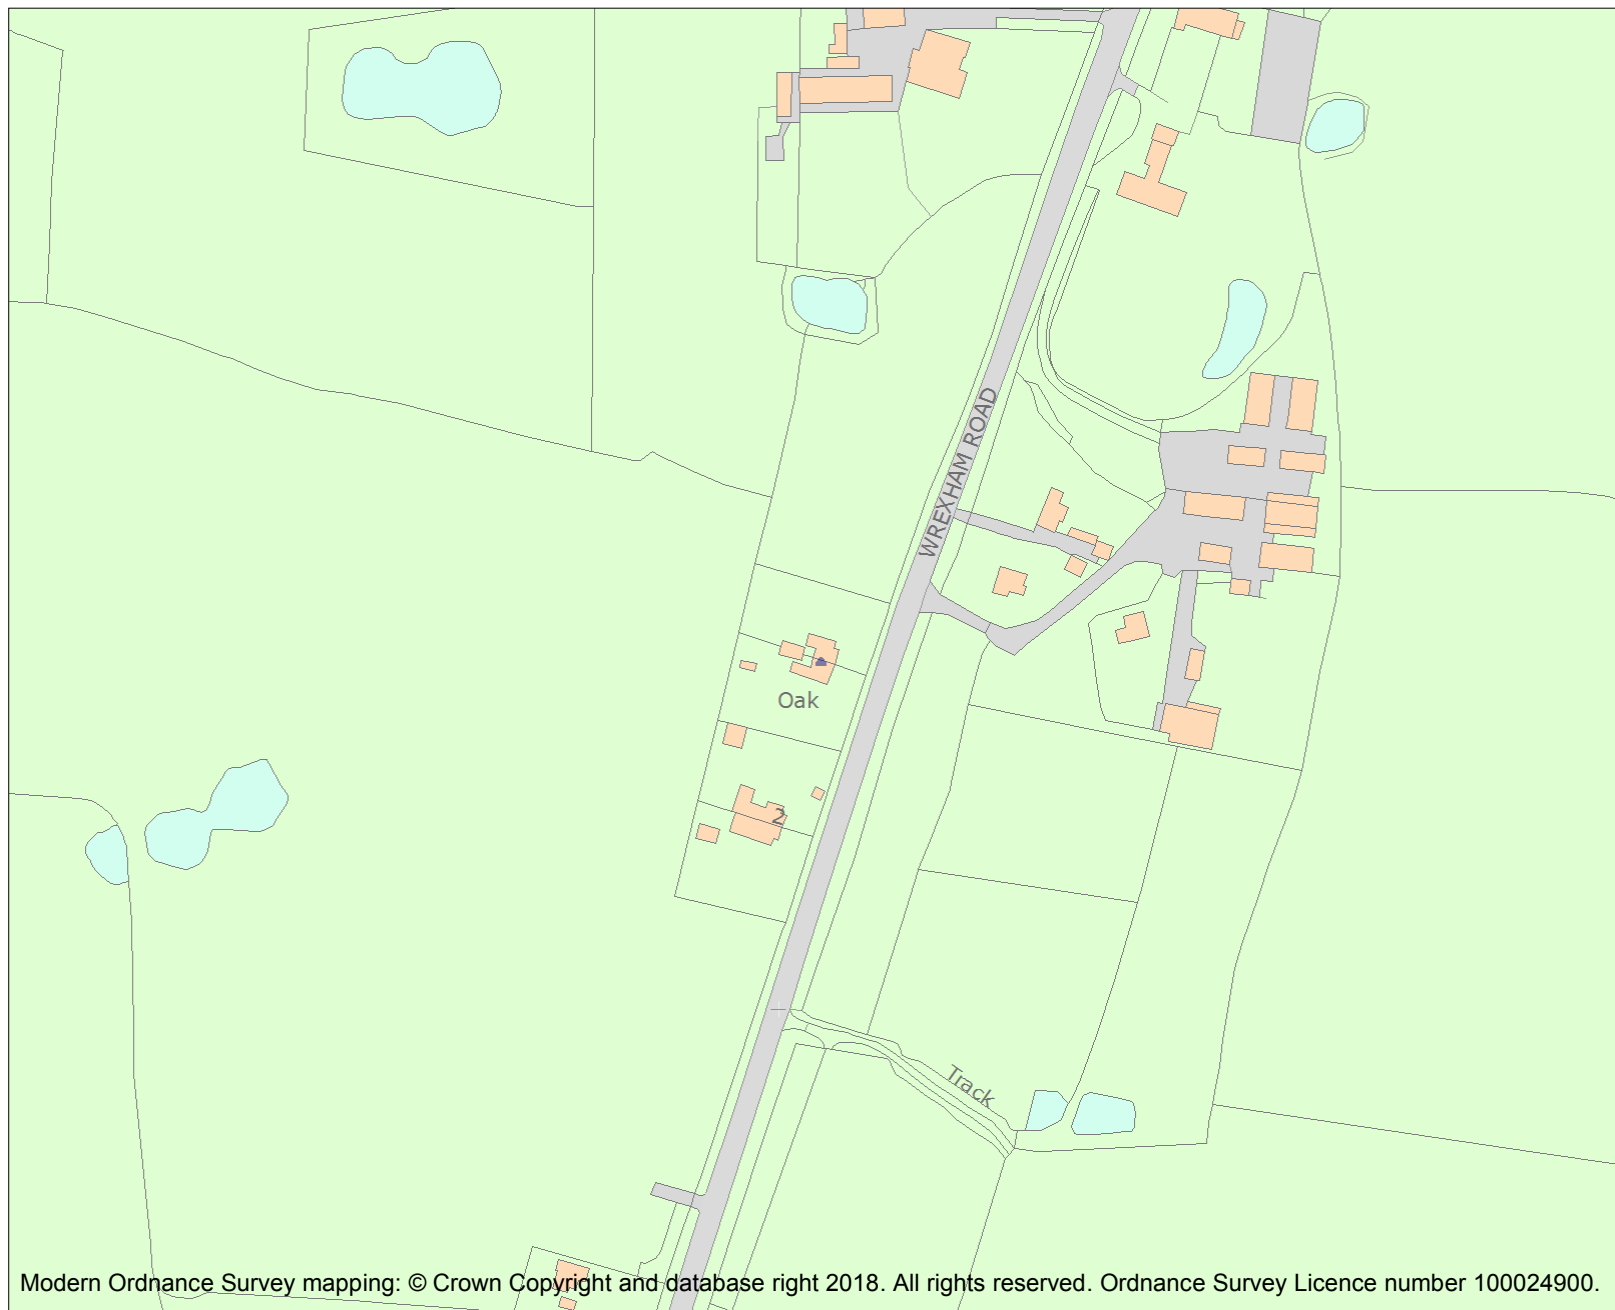 WREXHAM ROAD
Oak
2
Track
Modern Ordnance Survey mapping: © Crown Copyright and database right 2018. All rights reserved. Ordnance Survey Licence number 100024900.